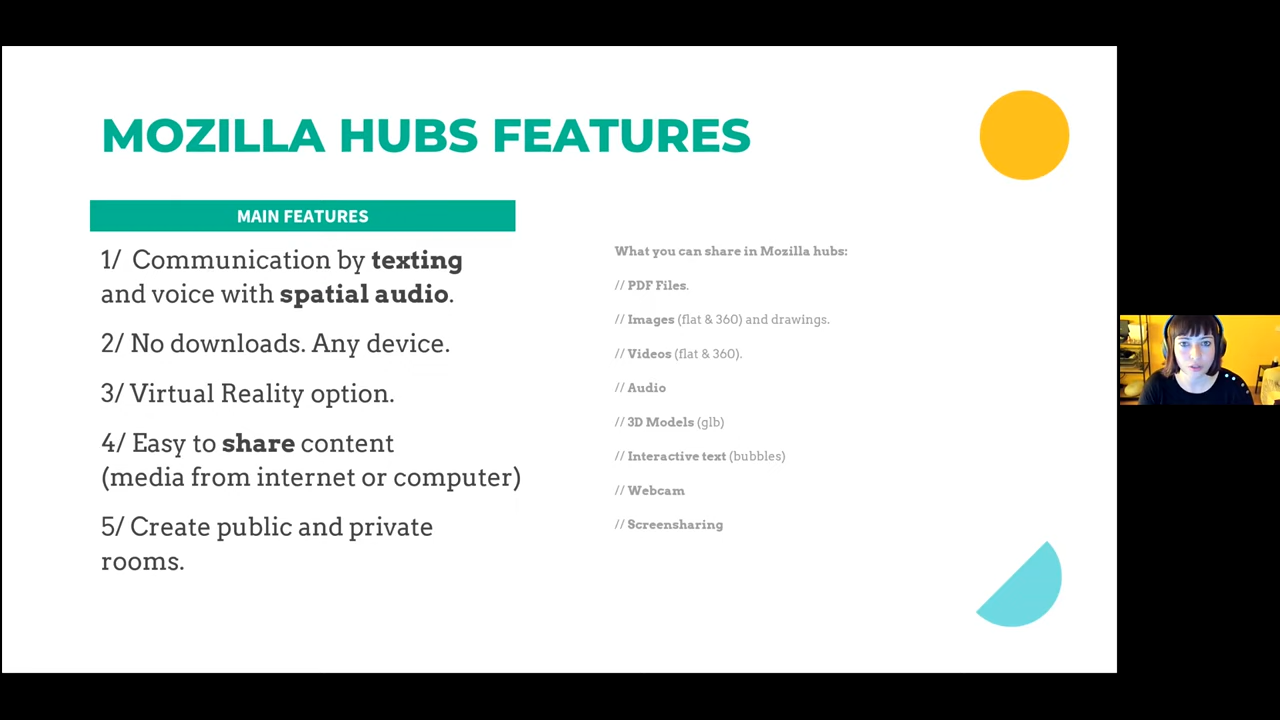 MOZILLA HUBS FEATURES
MAIN FEATURES
1/ Communication by texting
and voice with spatial audio.
2/ No downloads. Any device.
3/ Virtual Reality option.
4/ Easy to share content
(media from internet or computer)
5/ Create public and private
rooms.
What you can share in Mozilla hubs:
// PDF Files.
// Images (flat & 360) and drawings.
// Videos (flat & 360).
// Audio
// 3D Models (glb)
// Interactive text (bubbles)
// Webcam
// Screensharing